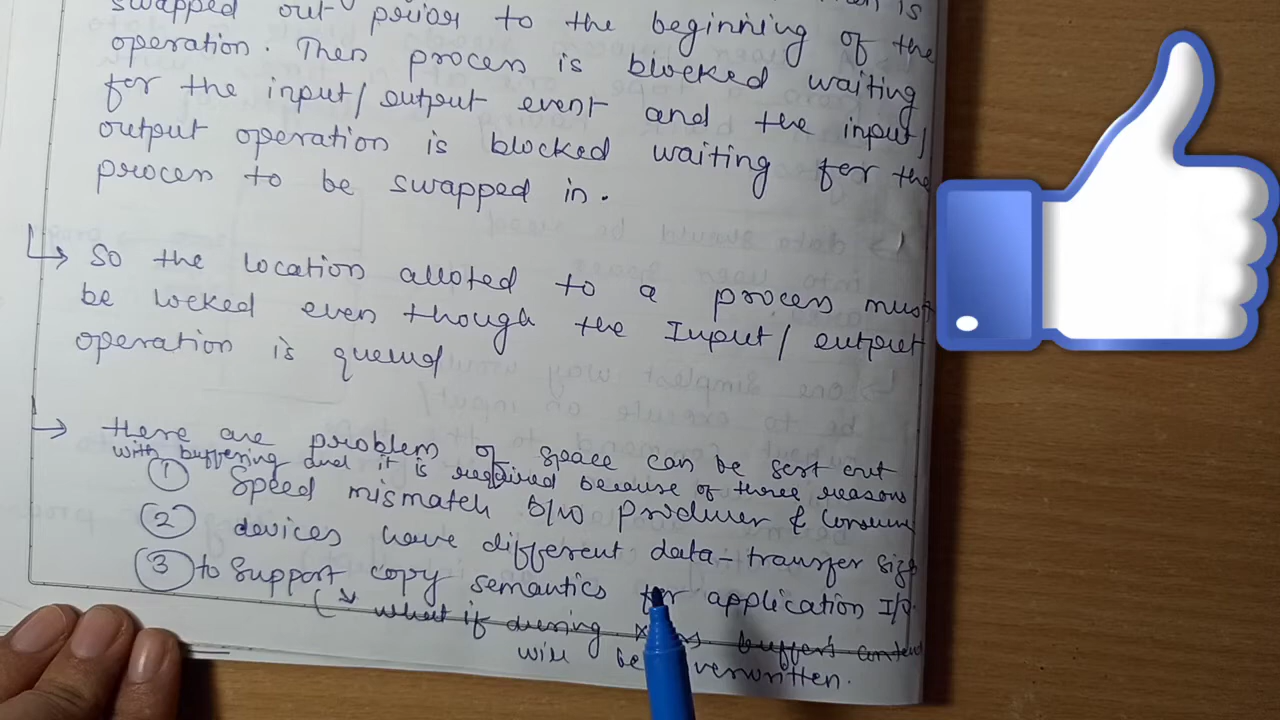 swapped out prior to the beginning of the
operation. Then process is blocked waiting
for the input/output event and the input/
output operation is blocked waiting for the
process to be swapped in.
So the location alloted to a process must
be locked even though the Input/output
operation is queued
there are problem of space can be sort out
with buffering and it is required because of three reasons
① Speed mismatch b/w Producer & Consumer
② devices have different data-transfer size
③ to support copy semantics for application I/O.
( what if during buffer's content
will be overwritten.